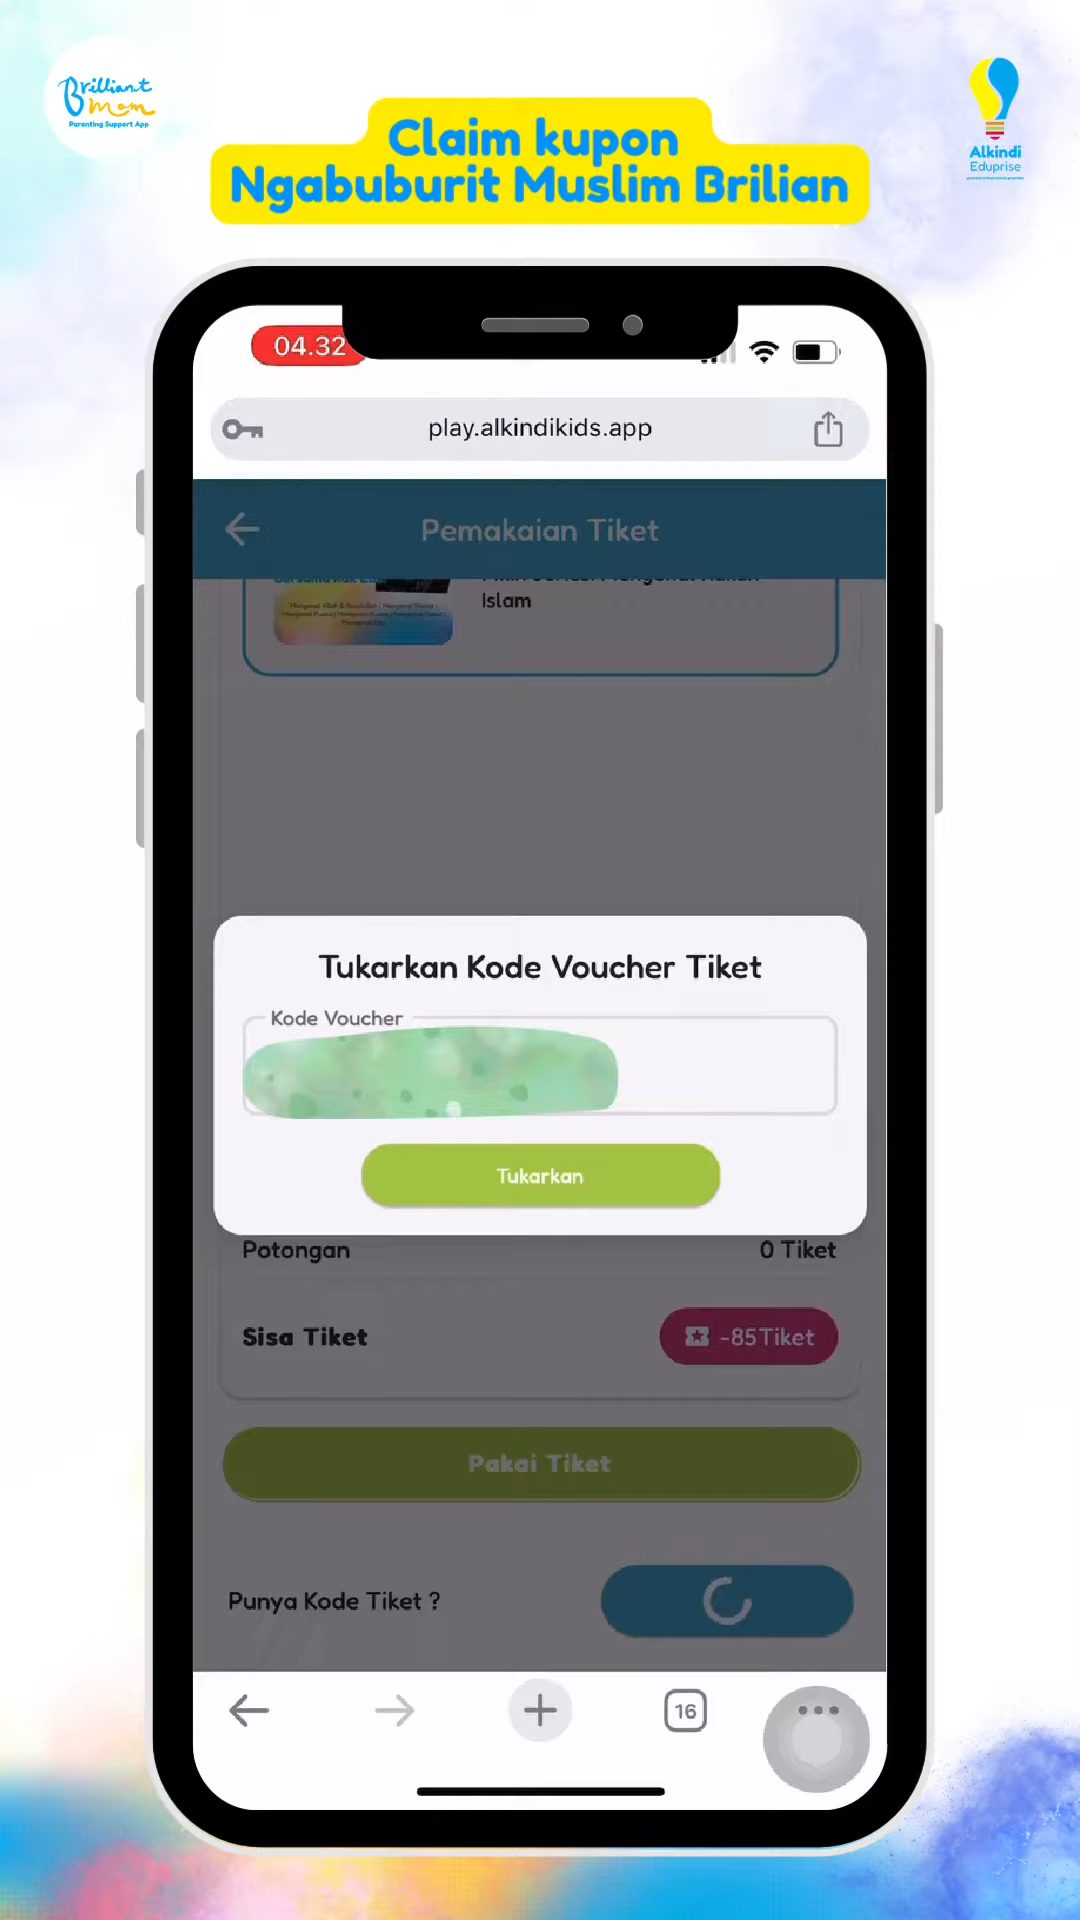 Brilliant
Mom
Parenting Support App
Claim kupon
Ngabuburit Muslim Brilian
Alkindi
Eduprise
04.32
play.alkindikids.app
Pemakaian Tiket
Islam
Tukarkan Kode Voucher Tiket
Kode Voucher
Tukarkan
Potongan
0 Tiket
Sisa Tiket
-85Tiket
Pakai Tiket
Punya Kode Tiket ?
16